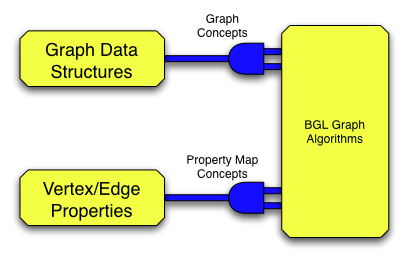 Graph
Concepts
Graph Data
Structures
BGL Graph
Algorithms
Property Map
Concepts
Vertex/Edge
Properties